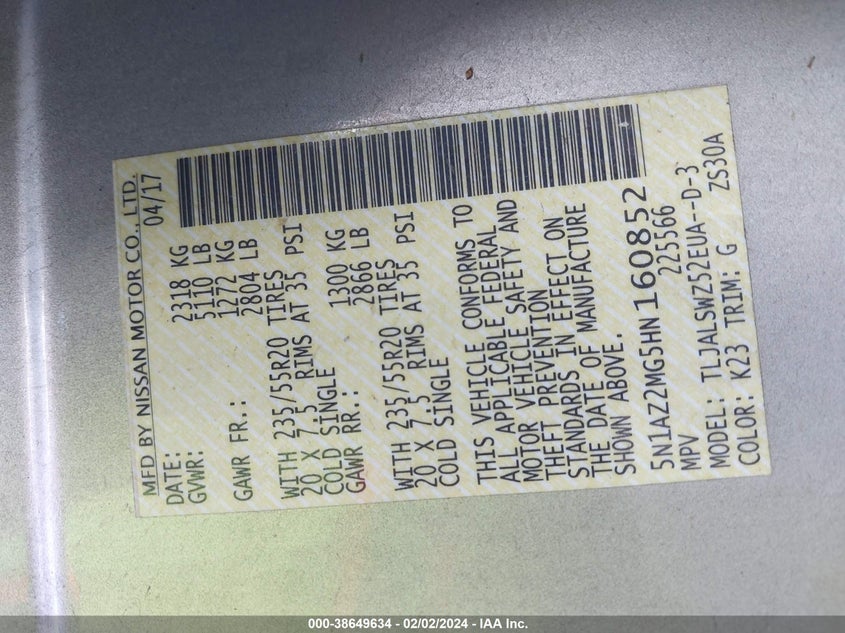 MFD BY NISSAN MOTOR CO., LTD.
DATE: 04/17
GVWR: 2318 KG
5110 LB
GAWR FR.: 1272 KG
2804 LB
WITH 235/55R20 TIRES
20 X 7.5 RIMS AT 35 PSI
COLD SINGLE
GAWR RR.: 1300 KG
2866 LB
WITH 235/55R20 TIRES
20 X 7.5 RIMS AT 35 PSI
COLD SINGLE
THIS VEHICLE CONFORMS TO
ALL APPLICABLE FEDERAL
MOTOR VEHICLE SAFETY AND
THEFT PREVENTION
STANDARDS IN EFFECT ON
THE DATE OF MANUFACTURE
SHOWN ABOVE.
5N1AZ2MG5HN160852
MPV 225566
MODEL: TLJALSWZ52EUA--D-3
COLOR: K23 TRIM: G ZS30A
000-38649634 - 02/02/2024 - IAA Inc.